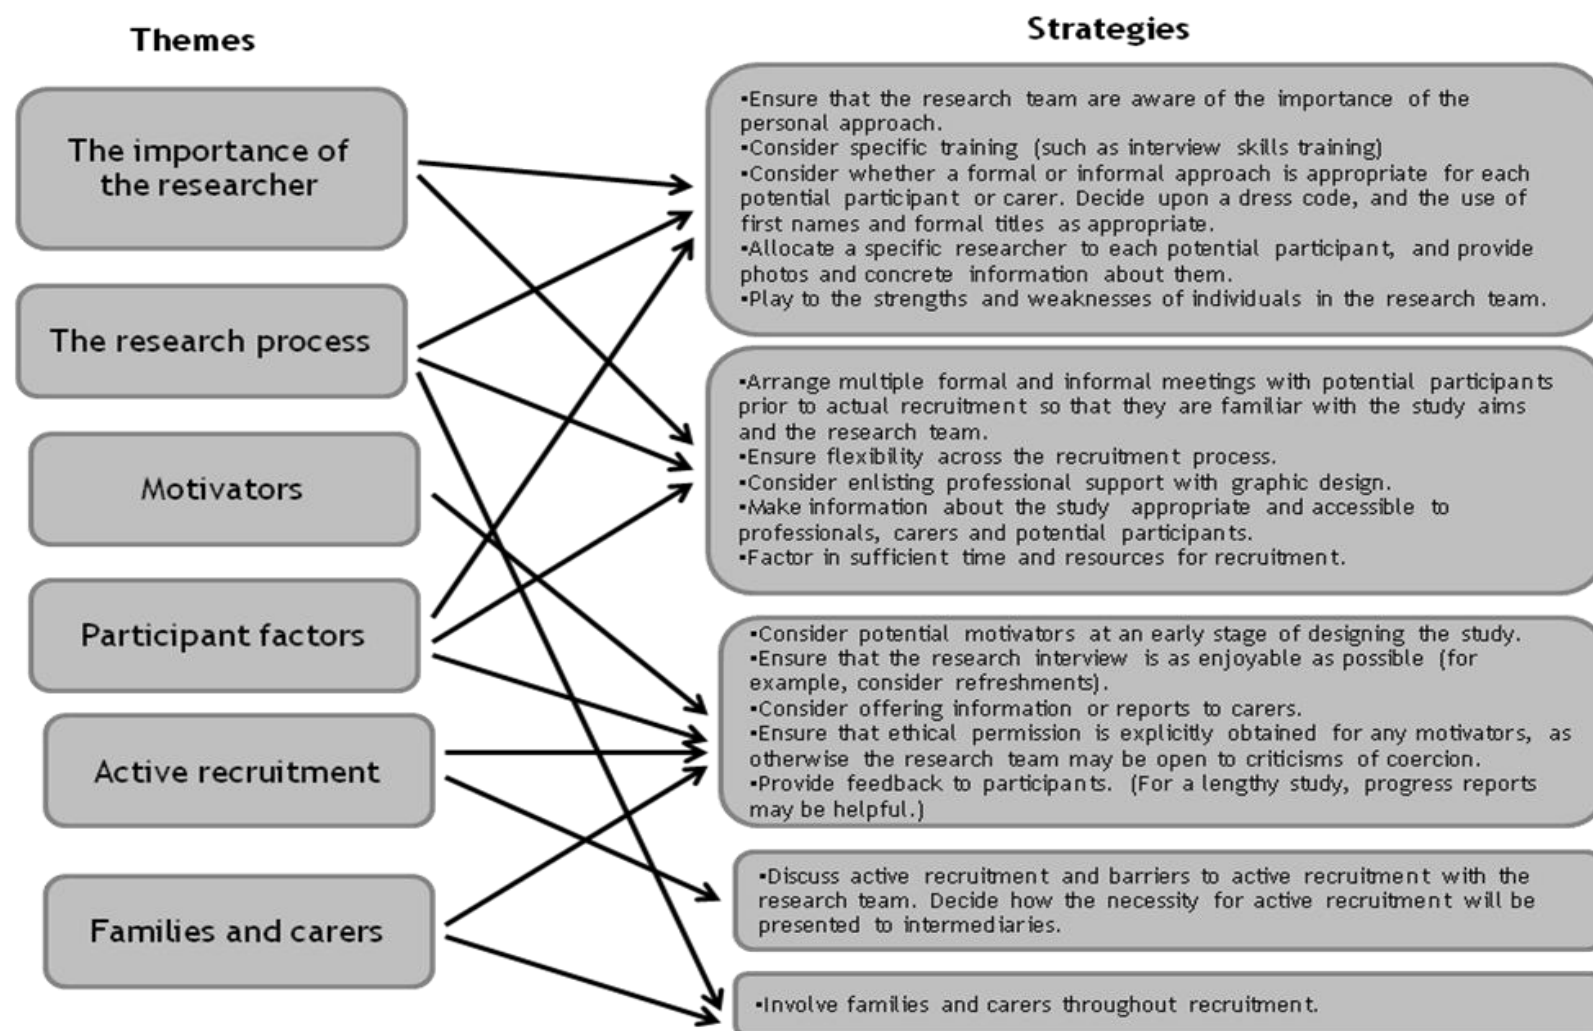 Themes
The importance of
the researcher
The research process
Motivators
Participant factors
Active recruitment
Families and carers
Strategies
▪Ensure that the research team are aware of the importance of the
personal approach.
▪Consider specific training (such as interview skills training)
▪Consider whether a formal or informal approach is appropriate for each
potential participant or carer. Decide upon a dress code, and the use of
first names and formal titles as appropriate.
▪Allocate a specific researcher to each potential participant, and provide
photos and concrete information about them.
▪Play to the strengths and weaknesses of individuals in the research team.
▪Arrange multiple formal and informal meetings with potential participants
prior to actual recruitment so that they are familiar with the study aims
and the research team.
▪Ensure flexibility across the recruitment process.
▪Consider enlisting professional support with graphic design.
▪Make information about the study appropriate and accessible to
professionals, carers and potential participants.
▪Factor in sufficient time and resources for recruitment.
▪Consider potential motivators at an early stage of designing the study.
▪Ensure that the research interview is as enjoyable as possible (for
example, consider refreshments).
▪Consider offering information or reports to carers.
▪Ensure that ethical permission is explicitly obtained for any motivators, as
otherwise the research team may be open to criticisms of coercion.
▪Provide feedback to participants. (For a lengthy study, progress reports
may be helpful.)
▪Discuss active recruitment and barriers to active recruitment with the
research team. Decide how the necessity for active recruitment will be
presented to intermediaries.
▪Involve families and carers throughout recruitment.